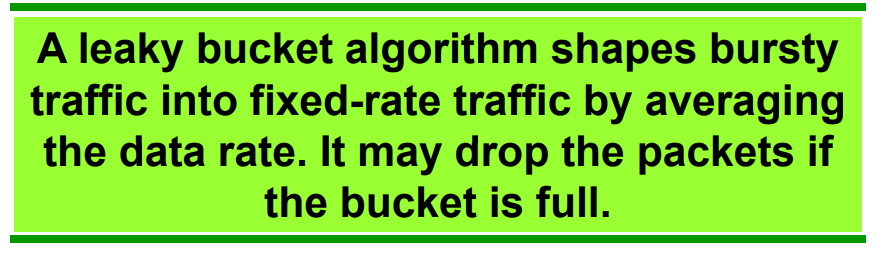 A leaky bucket algorithm shapes bursty
traffic into fixed-rate traffic by averaging
the data rate. It may drop the packets if
the bucket is full.